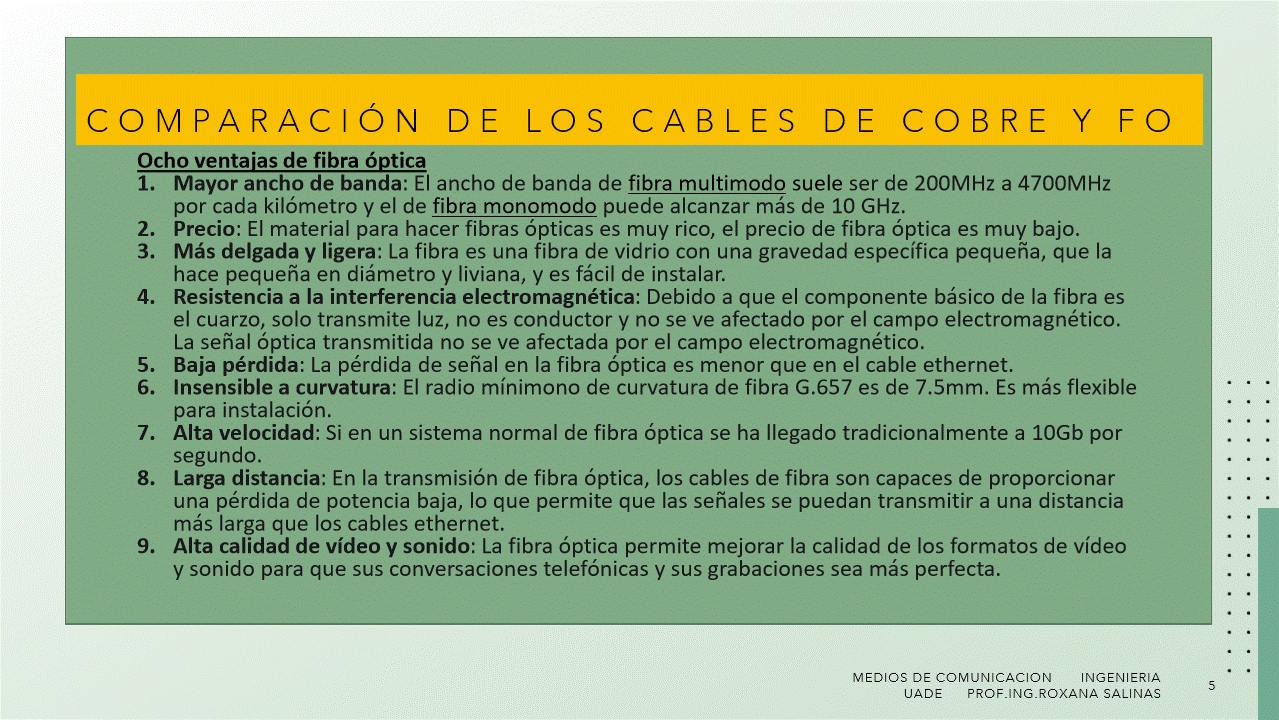 COMPARACIÓN DE LOS CABLES DE COBRE Y FO
Ocho ventajas de fibra óptica
1. Mayor ancho de banda: El ancho de banda de fibra multimodo suele ser de 200MHz a 4700MHz
por cada kilómetro y el de fibra monomodo puede alcanzar más de 10 GHz.
2. Precio: El material para hacer fibras ópticas es muy rico, el precio de fibra óptica es muy bajo.
3. Más delgada y ligera: La fibra es una fibra de vidrio con una gravedad específica pequeña, que la
hace pequeña en diámetro y liviana, y es fácil de instalar.
4. Resistencia a la interferencia electromagnética: Debido a que el componente básico de la fibra es
el cuarzo, solo transmite luz, no es conductor y no se ve afectado por el campo electromagnético.
La señal óptica transmitida no se ve afectada por el campo electromagnético.
5. Baja pérdida: La pérdida de señal en la fibra óptica es menor que en el cable ethernet.
6. Insensible a curvatura: El radio mínimono de curvatura de fibra G.657 es de 7.5mm. Es más flexible
para instalación.
7. Alta velocidad: Si en un sistema normal de fibra óptica se ha llegado tradicionalmente a 10Gb por
segundo.
8. Larga distancia: En la transmisión de fibra óptica, los cables de fibra son capaces de proporcionar
una pérdida de potencia baja, lo que permite que las señales se puedan transmitir a una distancia
más larga que los cables ethernet.
9. Alta calidad de vídeo y sonido: La fibra óptica permite mejorar la calidad de los formatos de vídeo
y sonido para que sus conversaciones telefónicas y sus grabaciones sea más perfecta.
MEDIOS DE COMUNICACION INGENIERIA
UADE PROF.ING.ROXANA SALINAS
5